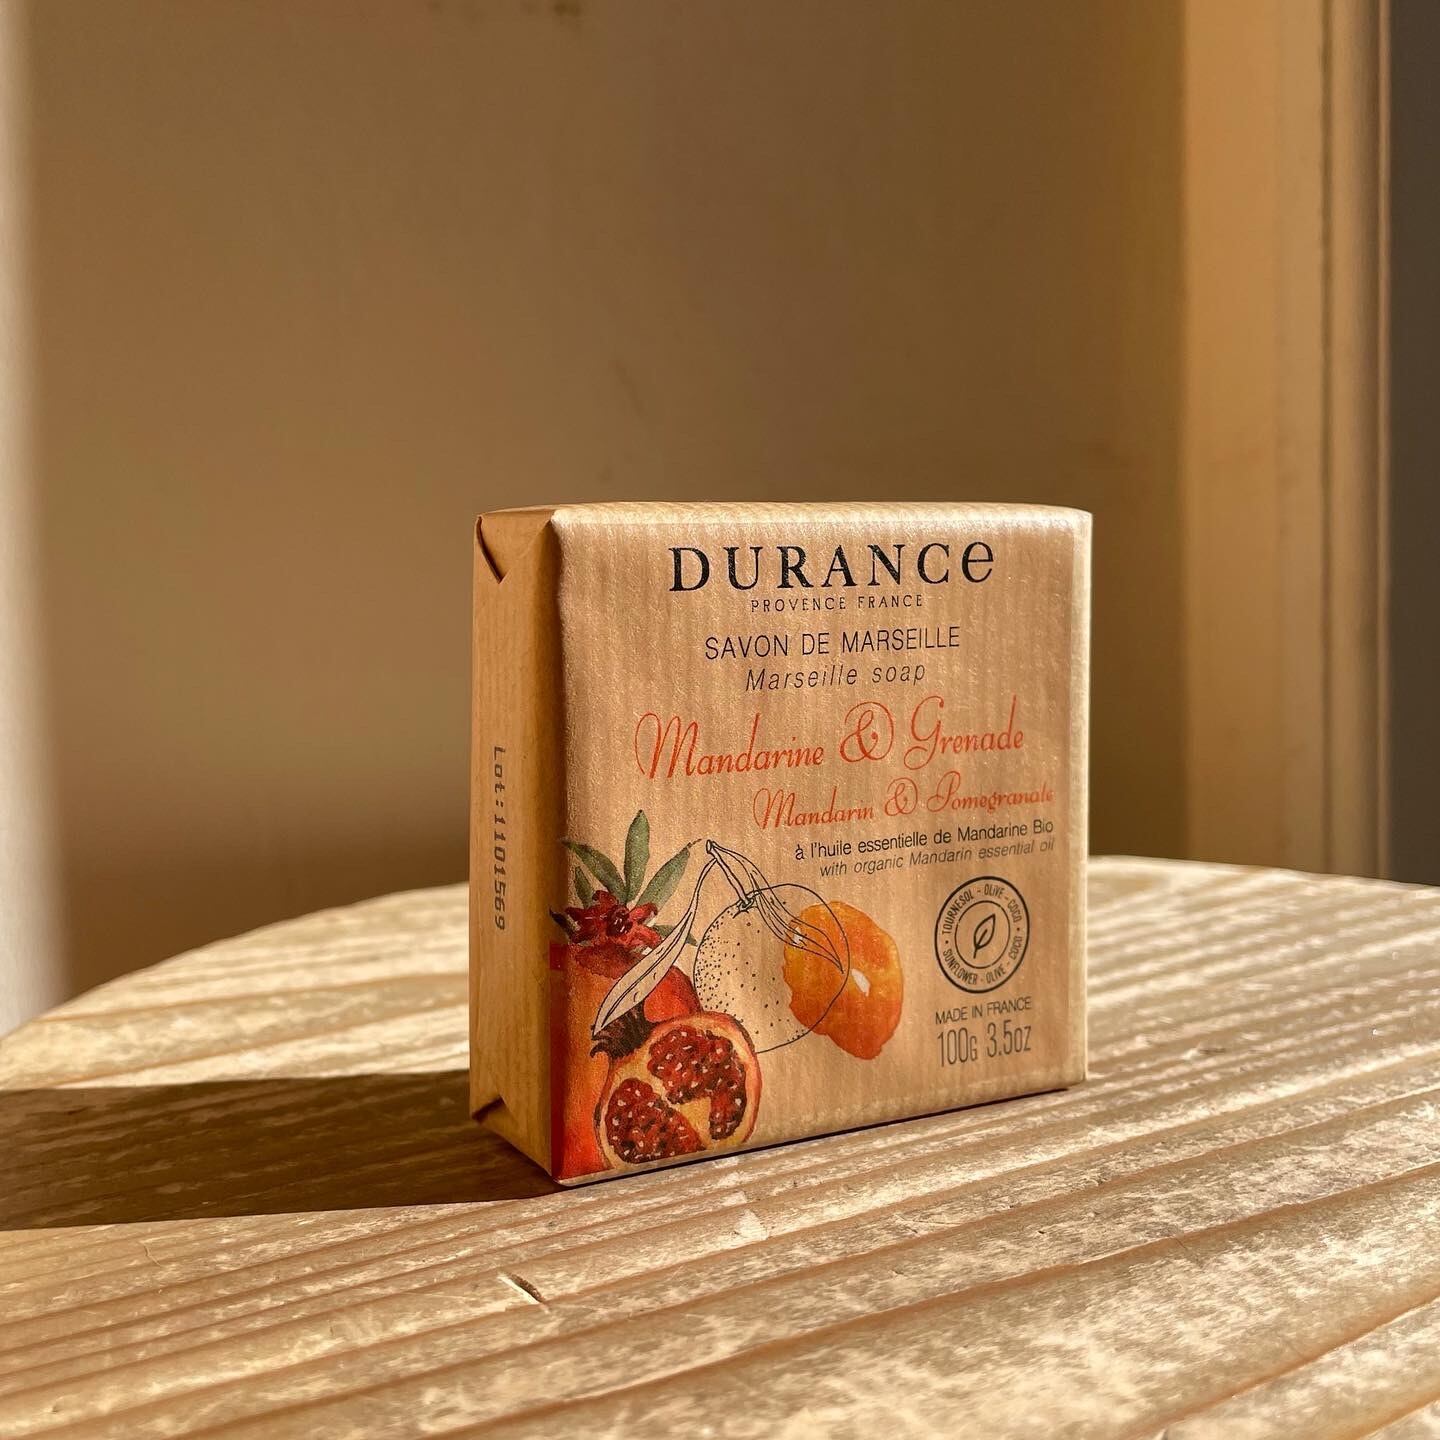 DURANCe
PROVENCE FRANCE
SAVON DE MARSEILLE
Marseille soap
Mandarine & Grenade
Mandarin & Pomegranate
à l'huile essentielle de Mandarine Bio
with organic Mandarin essential oil
TOURNESOL - OLIVE - COCO
SUNFLOWER - OLIVE - COCO
MADE IN FRANCE
100G 3.5oz
Lot:1101569